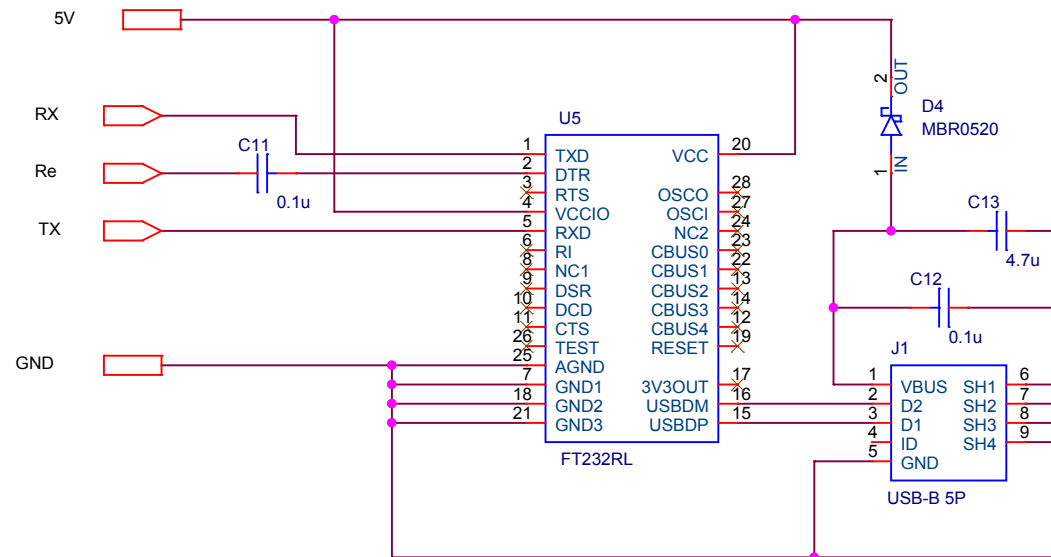 5V
RX
Re
TX
GND
C11
0.1u
U5
1 TXD
2 DTR
3 RTS
4 VCCIO
5 RXD
6 RI
8 NC1
9 DSR
10 DCD
11 CTS
26 TEST
25 AGND
7 GND1
18 GND2
21 GND3
VCC 20
OSCO 28
OSCI 27
NC2 24
CBUS0 23
CBUS1 22
CBUS2 13
CBUS3 14
CBUS4 12
RESET 19
3V3OUT 17
USBDM 16
USBDP 15
FT232RL
2 OUT
D4
MBR0520
1 IN
C13
4.7u
C12
0.1u
J1
1 VBUS SH1 6
2 D2 SH2 7
3 D1 SH3 8
4 ID SH4 9
5 GND
USB-B 5P